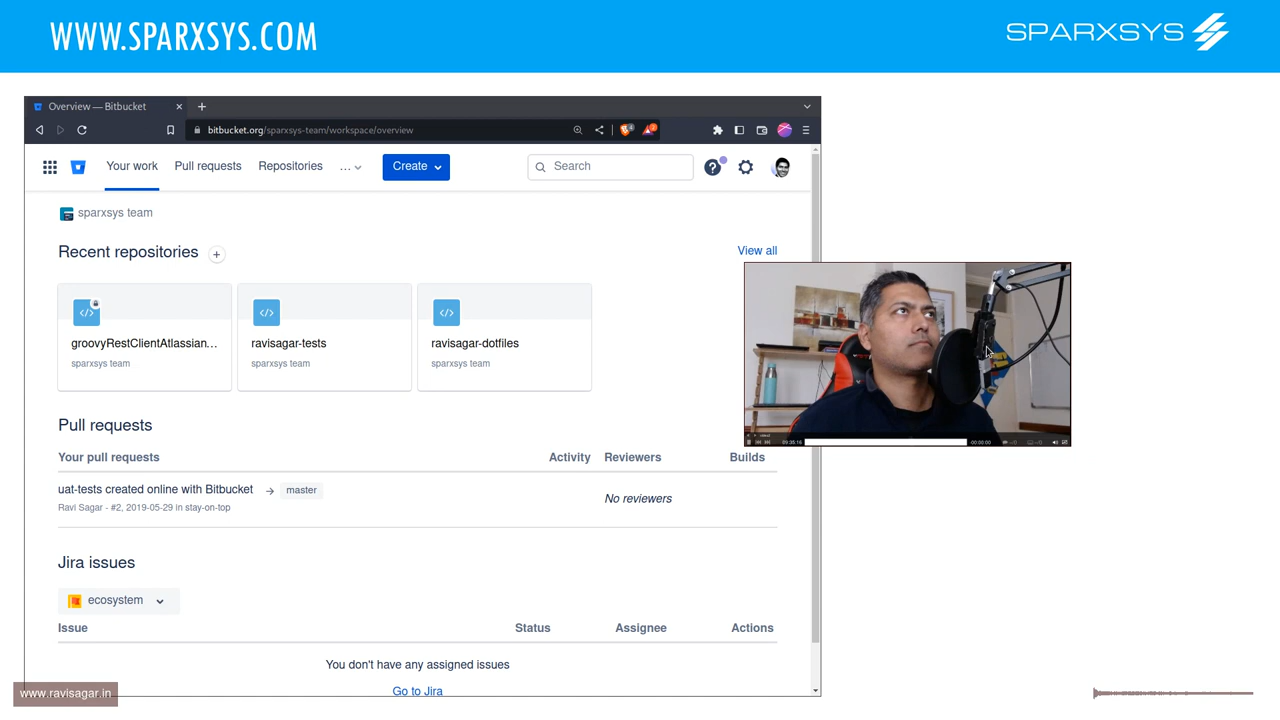 WWW.SPARXSYS.COM
SPARXSYS
Overview — Bitbucket
bitbucket.org/sparxsys-team/workspace/overview
Your work
Pull requests
Repositories
...
Create
Search
sparxsys team
Recent repositories
View all
groovyRestClientAtlassian...
sparxsys team
ravisagar-tests
sparxsys team
ravisagar-dotfiles
sparxsys team
Pull requests
Your pull requests
Activity
Reviewers
Builds
uat-tests created online with Bitbucket
master
Ravi Sagar - #2, 2019-05-29 in stay-on-top
No reviewers
Jira issues
ecosystem
Issue
Status
Assignee
Actions
You don't have any assigned issues
Go to Jira
www.ravisagar.in